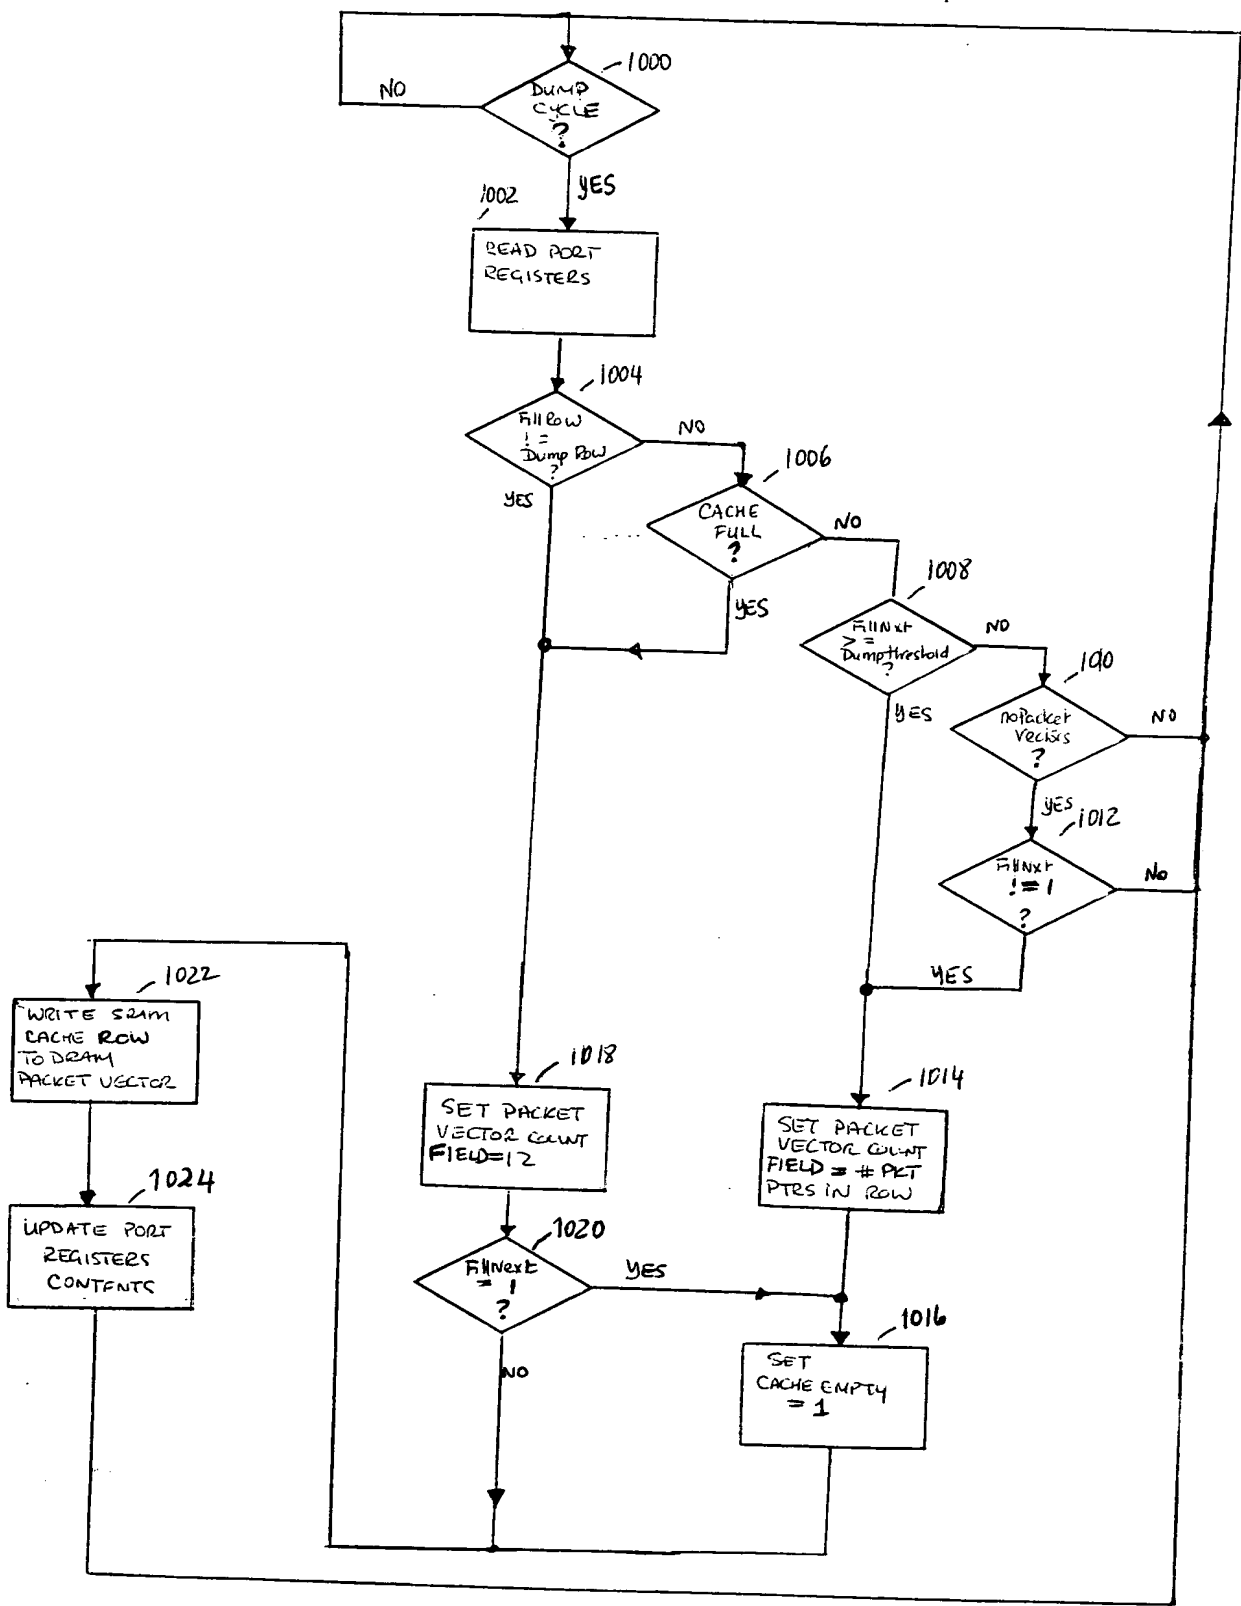 1000
DUMP
CYCLE
?
NO
YES
1002
READ PORT
REGISTERS
1004
FillRow
! =
Dump Row
?
NO
YES
1006
CACHE
FULL
?
NO
YES
1008
FillNxt
> =
Dumpthreshold
?
NO
YES
1010
noPacket
Vectors
?
NO
YES
1012
FillNxt
! = 1
?
No
YES
1022
WRITE SRAM
CACHE ROW
TO DRAM
PACKET VECTOR
1018
SET PACKET
VECTOR COUNT
FIELD=12
1014
SET PACKET
VECTOR COUNT
FIELD = # PKT
PTRS IN ROW
1024
UPDATE PORT
REGISTERS
CONTENTS
1020
FillNext
= 1
?
YES
NO
1016
SET
CACHE EMPTY
= 1